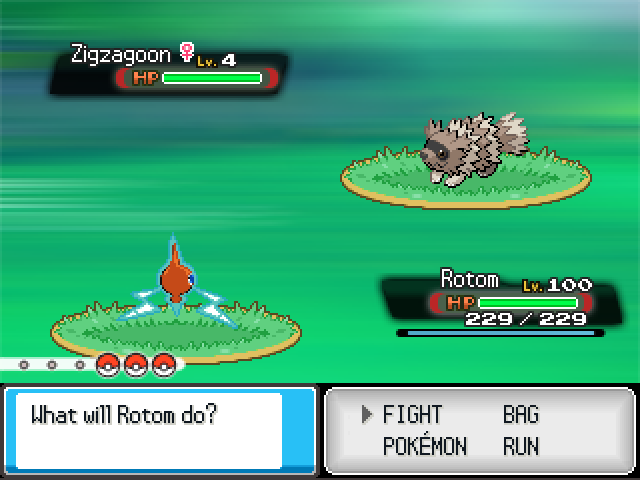 Zigzagoon ♀ Lv. 4
HP
Rotom Lv. 100
HP
229 / 229
What will Rotom do?
FIGHT BAG
POKÉMON RUN